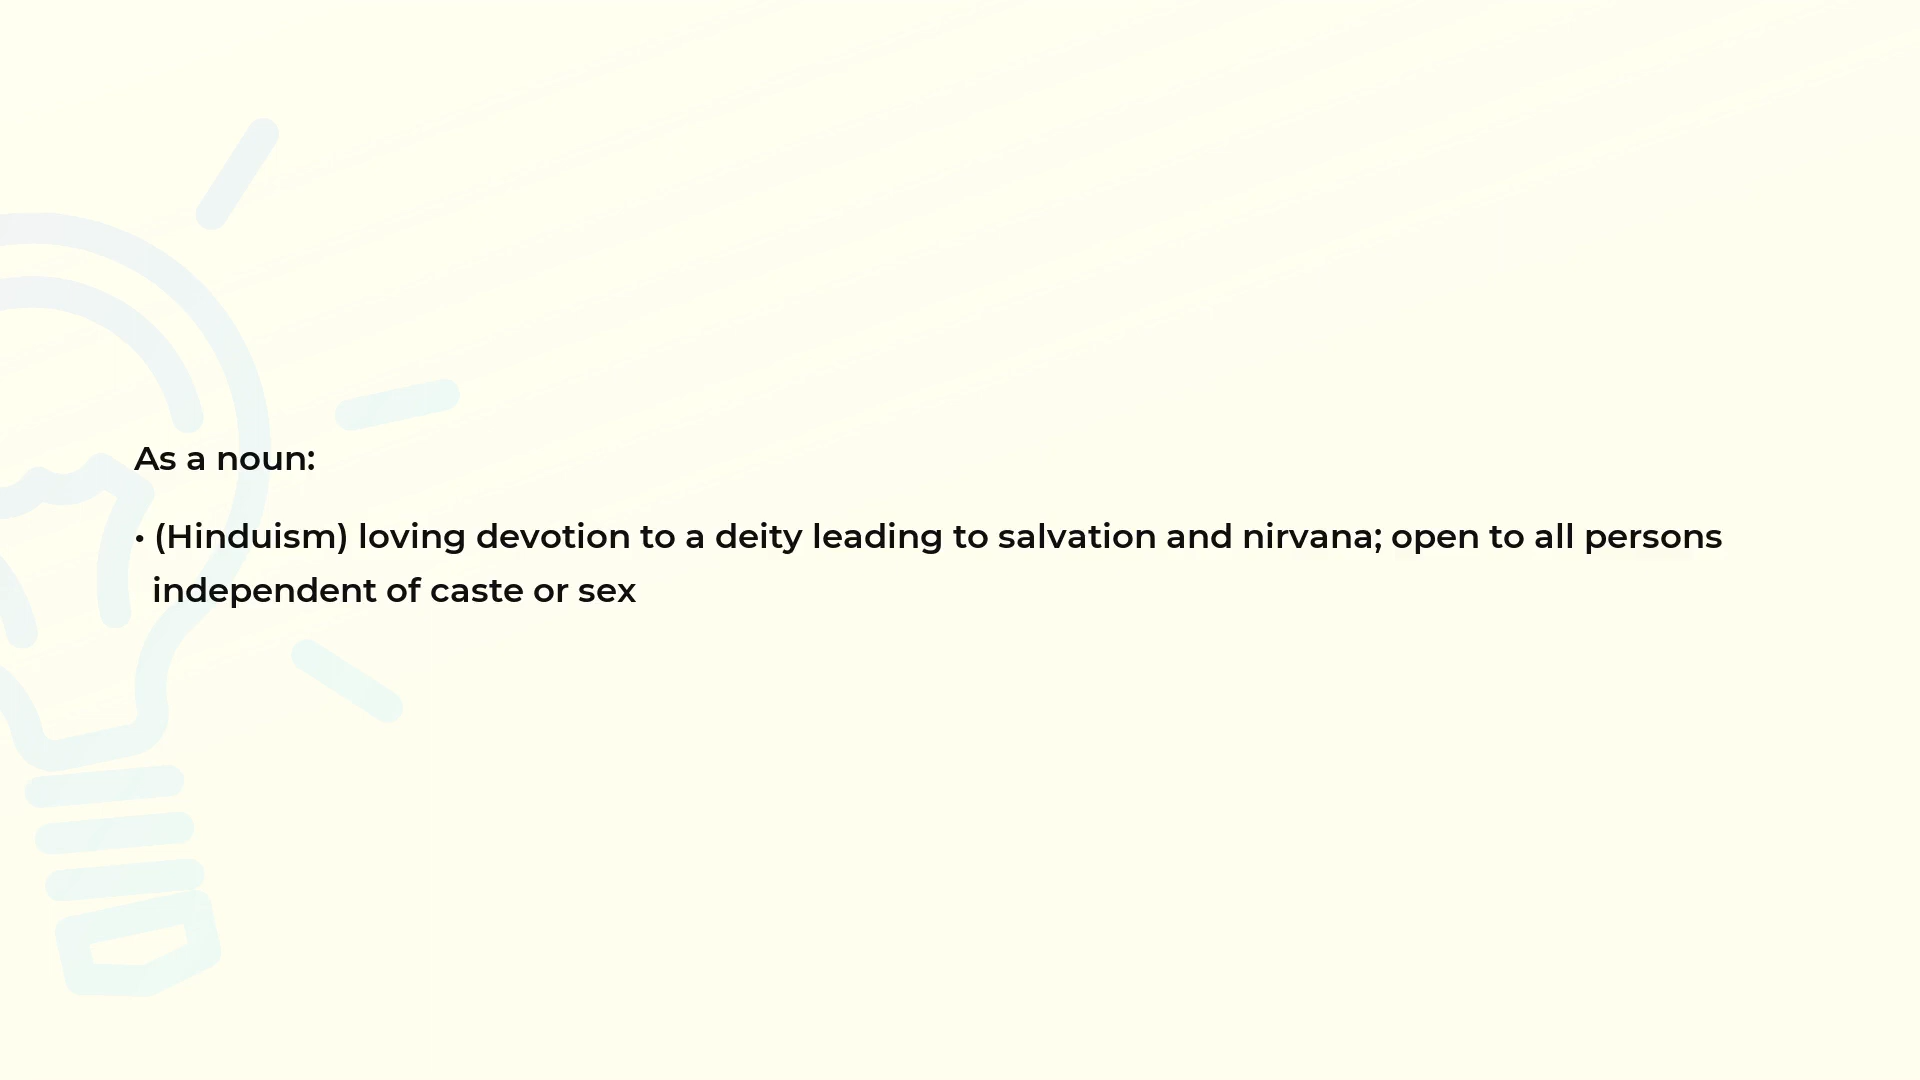 As a noun:
• (Hinduism) loving devotion to a deity leading to salvation and nirvana; open to all persons
independent of caste or sex